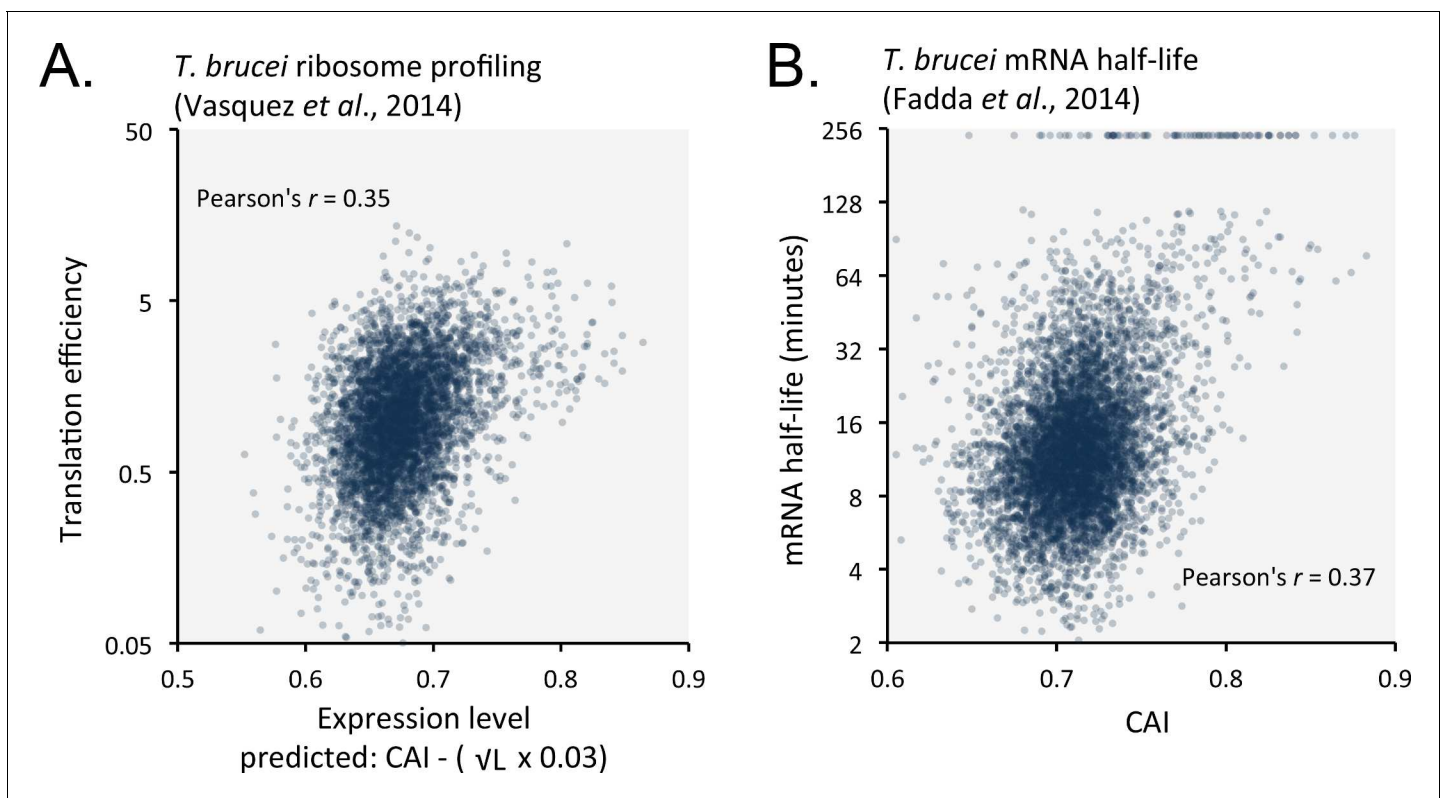 A.
T. brucei ribosome profiling
(Vasquez et al., 2014)
50
5
0.5
0.05
Translation efficiency
Pearson's r = 0.35
0.5 0.6 0.7 0.8 0.9
Expression level
predicted: CAI - ( √L x 0.03)
B.
T. brucei mRNA half-life
(Fadda et al., 2014)
256
128
64
32
16
8
4
2
mRNA half-life (minutes)
Pearson's r = 0.37
0.6 0.7 0.8 0.9
CAI